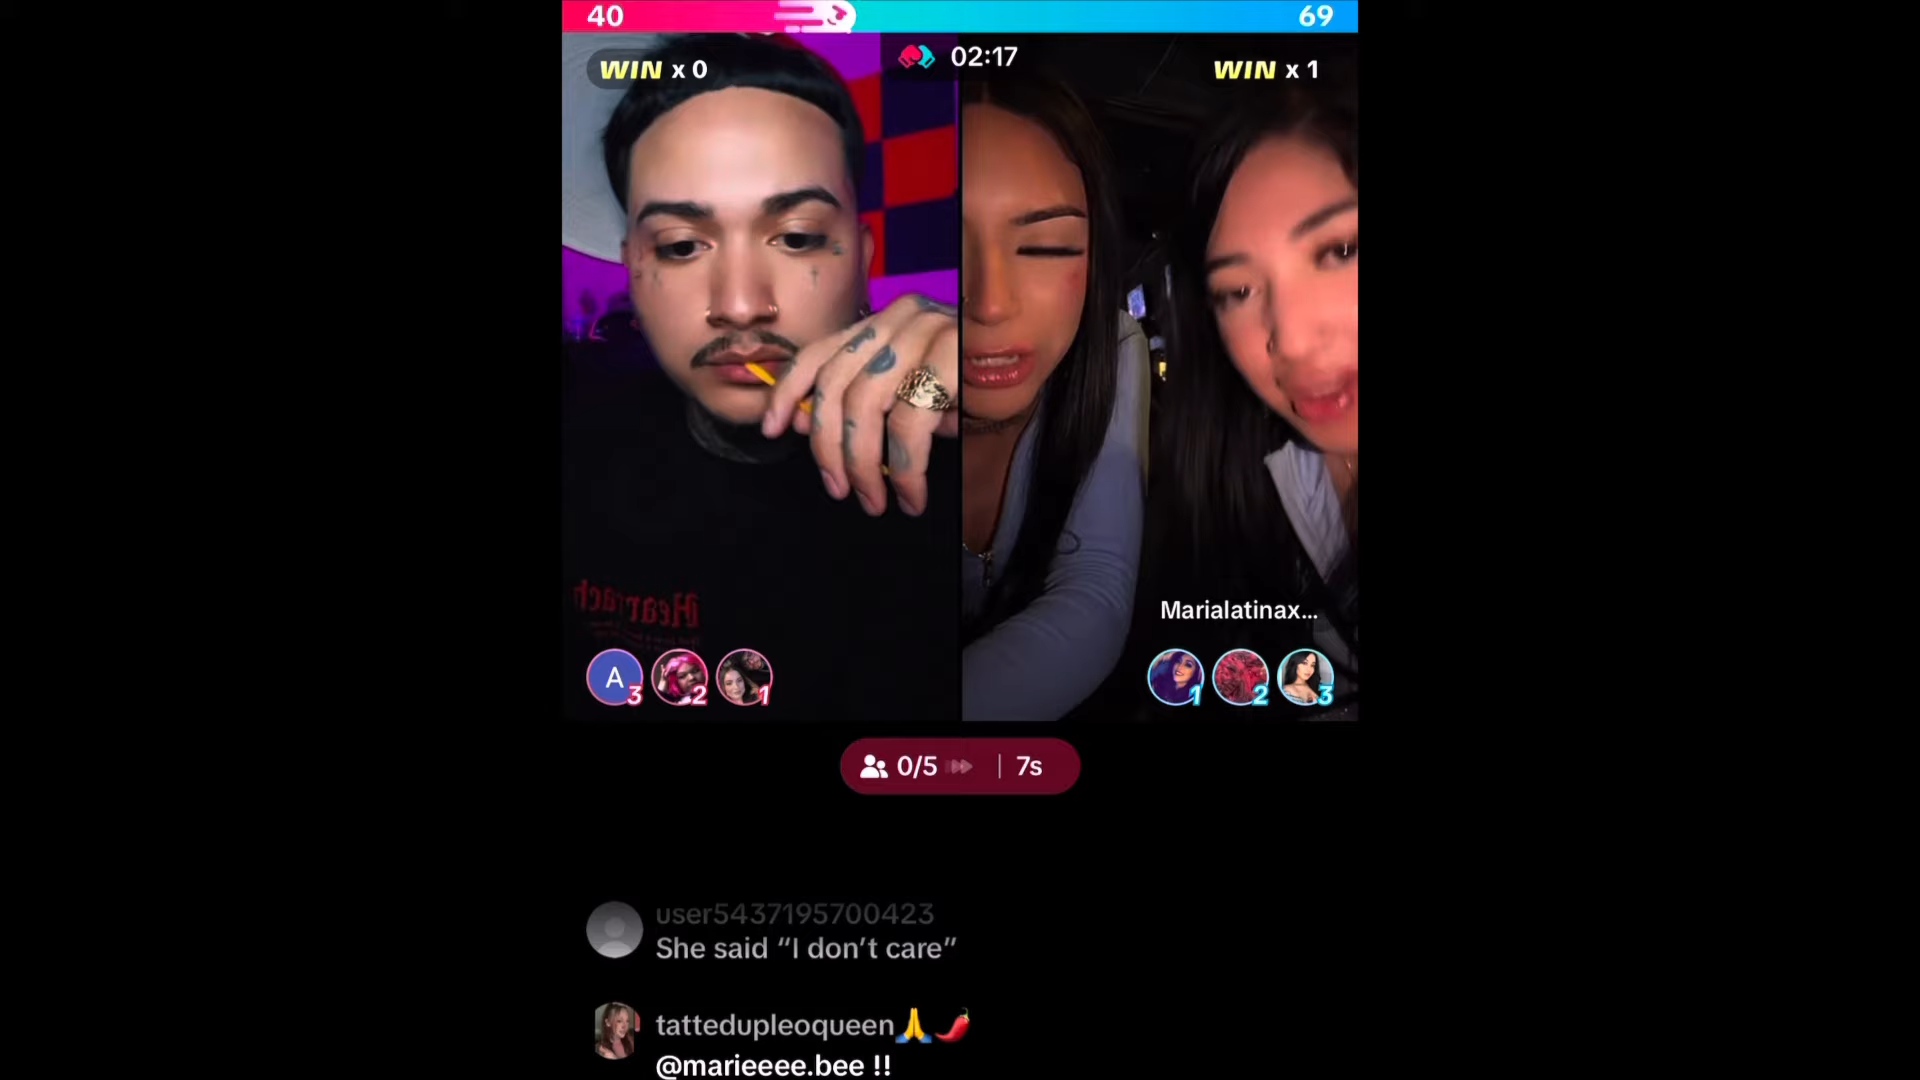 40
69
WIN x 0
02:17
WIN x 1
iHeartrach
Marialatinax...
A
3
2
1
1
2
3
0/5
7s
user5437195700423
She said “I don’t care”
tattedupleoqueen🙏🌶️
@marieeee.bee !!